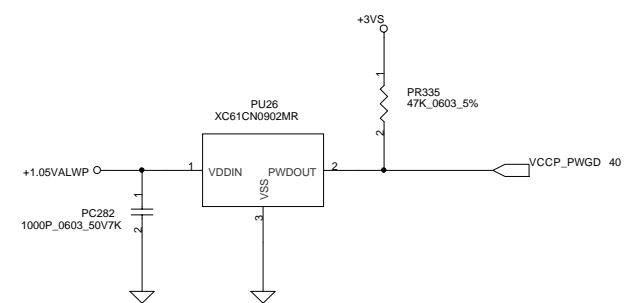 +3VS
1
PR335
47K_0603_5%
2
PU26
XC61CN0902MR
+1.05VALWP
1
VDDIN
PWDOUT
2
VCCP_PWGD 40
VSS
3
1
PC282
1000P_0603_50V7K
2